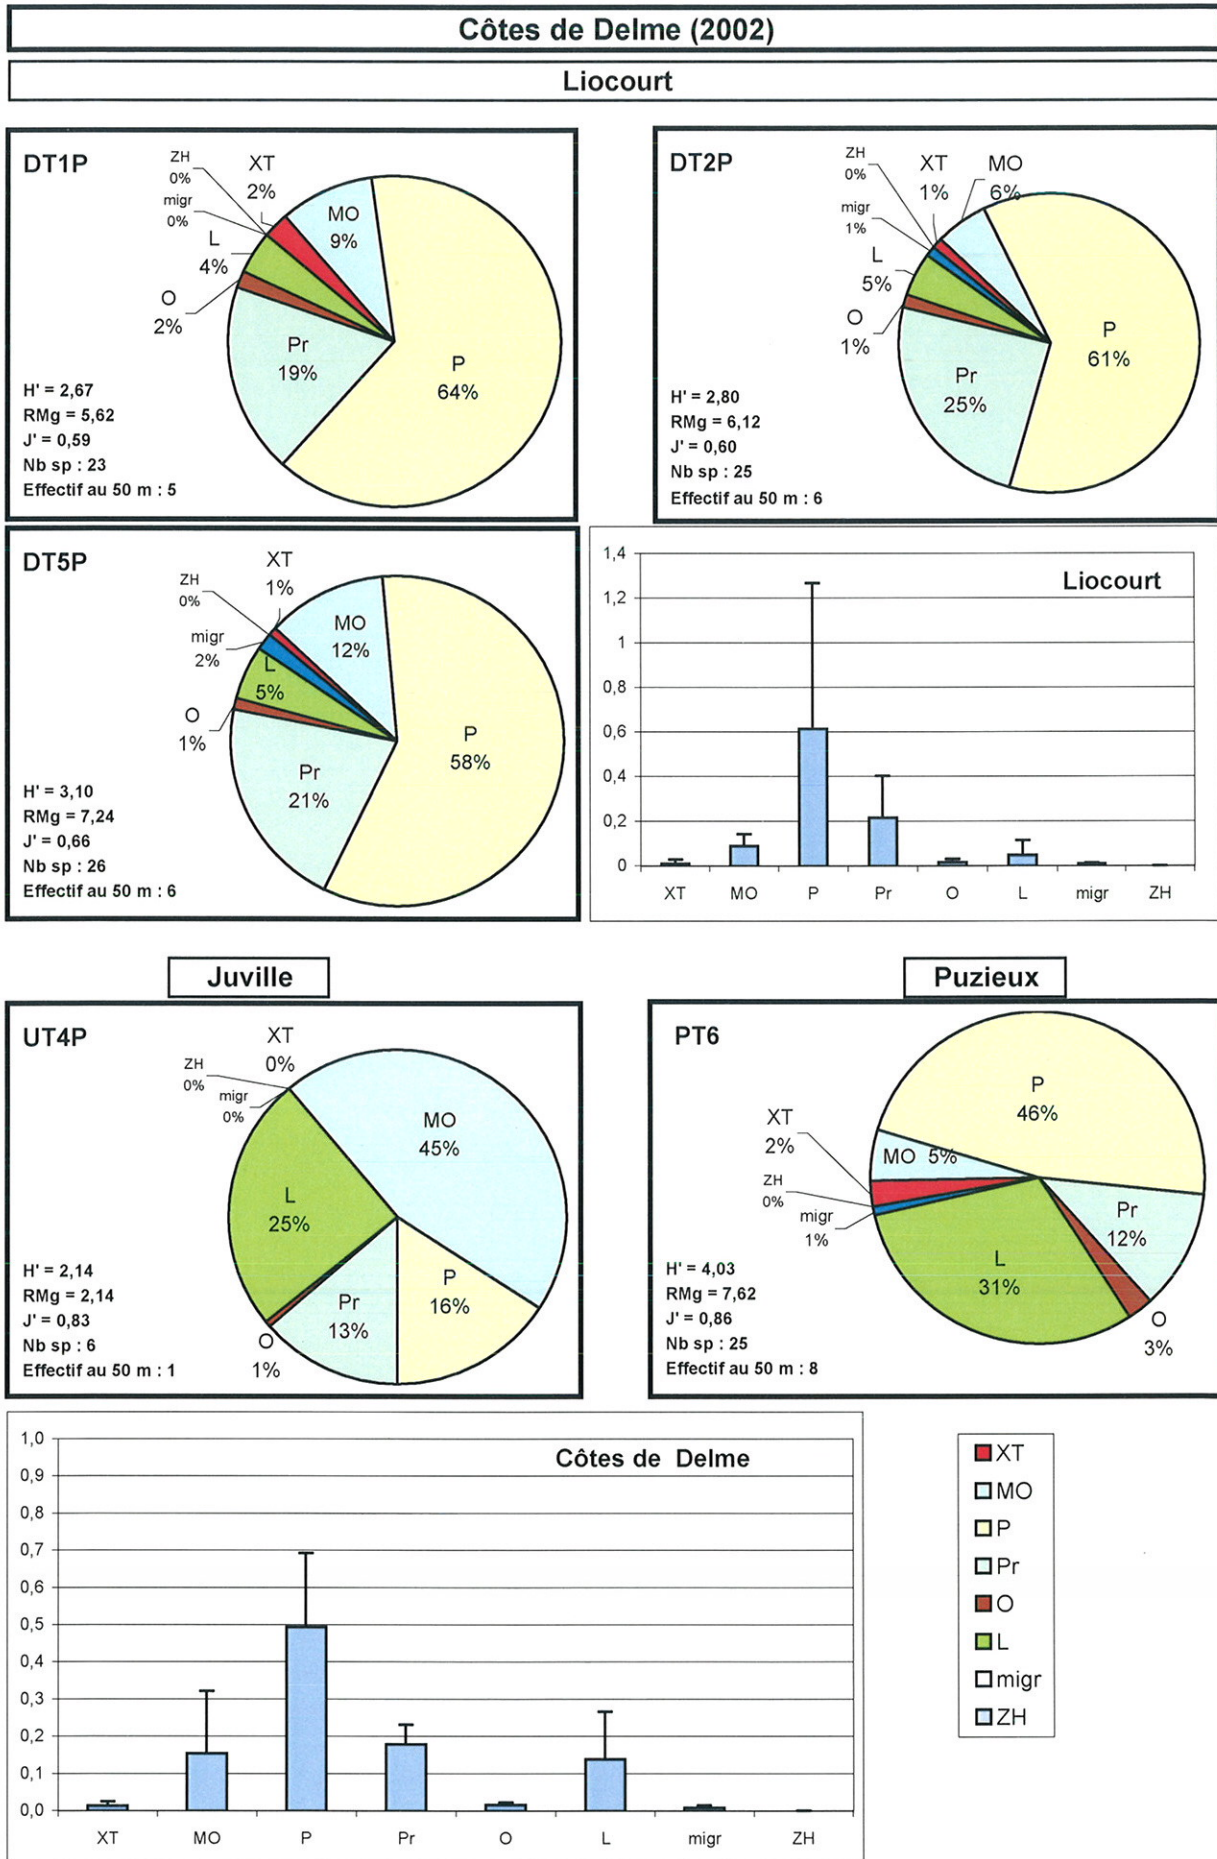 Côtes de Delme (2002)
Liocourt
DT1P
ZH
0%
XT
2%
migr
0%
MO
9%
L
4%
O
2%
Pr
19%
P
64%
H' = 2,67
RMg = 5,62
J' = 0,59
Nb sp : 23
Effectif au 50 m : 5
DT2P
ZH
0%
XT
1%
MO
6%
migr
1%
L
5%
O
1%
P
61%
Pr
25%
H' = 2,80
RMg = 6,12
J' = 0,60
Nb sp : 25
Effectif au 50 m : 6
DT5P
XT
1%
ZH
0%
migr
2%
MO
12%
L
5%
O
1%
P
58%
Pr
21%
H' = 3,10
RMg = 7,24
J' = 0,66
Nb sp : 26
Effectif au 50 m : 6
Liocourt
1,4
1,2
1
0,8
0,6
0,4
0,2
0
XT MO P Pr O L migr ZH
Juville
UT4P
XT
0%
ZH
0%
migr
0%
MO
45%
L
25%
P
16%
Pr
13%
O
1%
H' = 2,14
RMg = 2,14
J' = 0,83
Nb sp : 6
Effectif au 50 m : 1
Puzieux
PT6
P
46%
XT
2%
MO 5%
ZH
0%
migr
1%
Pr
12%
L
31%
O
3%
H' = 4,03
RMg = 7,62
J' = 0,86
Nb sp : 25
Effectif au 50 m : 8
Côtes de Delme
1,0
0,9
0,8
0,7
0,6
0,5
0,4
0,3
0,2
0,1
0,0
XT MO P Pr O L migr ZH
XT
MO
P
Pr
O
L
migr
ZH